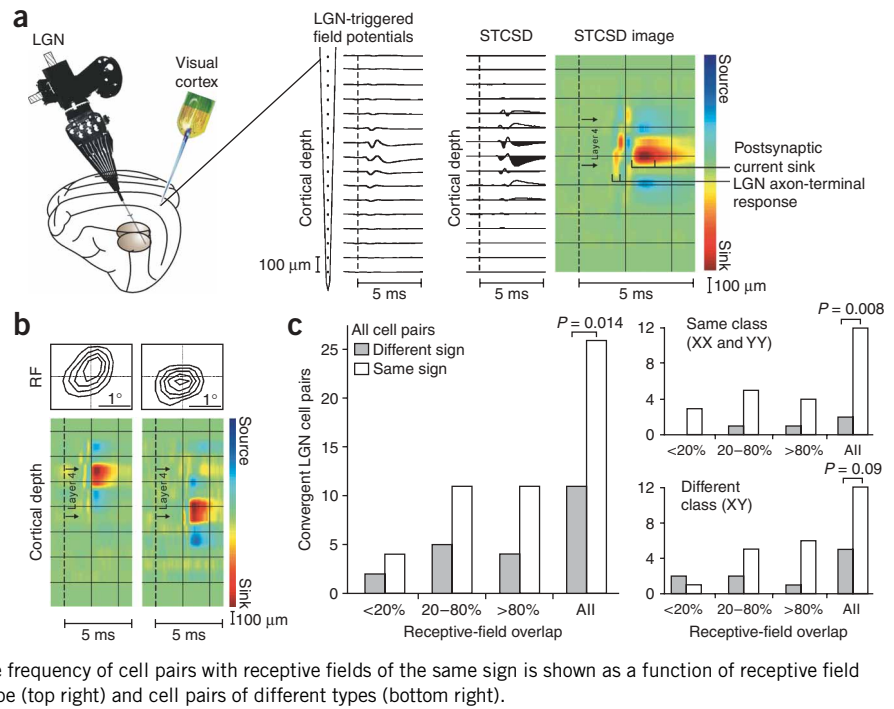 a
LGN
Visual
cortex
LGN-triggered
field potentials
Cortical depth
100 µm
5 ms
STCSD
Cortical depth
5 ms
STCSD image
Layer 4
5 ms
Source
Sink
100 µm
Postsynaptic
current sink
LGN axon-terminal
response
b
RF
1°
1°
Cortical depth
Layer 4
Layer 4
5 ms
5 ms
Source
Sink
100 µm
c
Convergent LGN cell pairs
25
20
15
10
5
0
All cell pairs
Different sign
Same sign
P = 0.014
<20%
20–80%
>80%
All
Receptive-field overlap
12
8
4
0
Same class
(XX and YY)
P = 0.008
<20%
20–80%
>80%
All
12
8
4
0
Different
class (XY)
P = 0.09
<20%
20–80%
>80%
All
Receptive-field overlap
e frequency of cell pairs with receptive fields of the same sign is shown as a function of receptive field
pe (top right) and cell pairs of different types (bottom right).